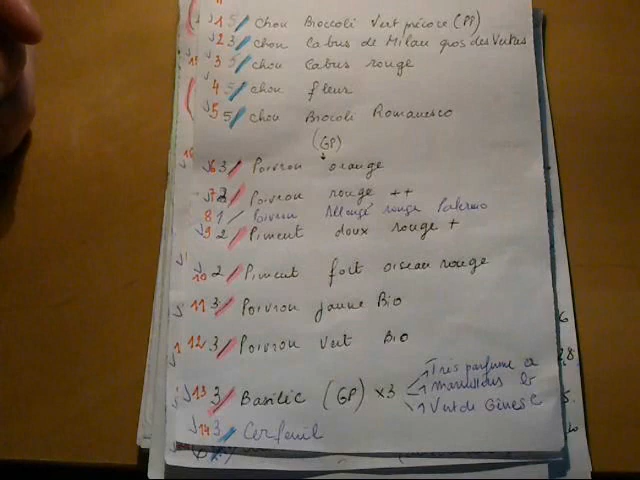 1 5 / chou Broccoli Vert précoce (PP)
2 3 / chou Cabus de Milan gros des Vertus
3 5 / chou Cabus rouge
4 5 / chou fleur
5 5 / chou Brocoli Romanesco
(GP)
6 3 / Poivron orange
7 2 / Poivron rouge ++
8 1 / Poivron Allongé rouge Palermo
9 2 / Piment doux rouge +
10 2 / Piment fort oiseau rouge
11 3 / Poivron jaune Bio
12 3 / Poivron Vert Bio
1 Très parfumé a
13 3 / Basilic (GP) x3 1 marseillais b
1 Vert de Gênes c
14 3 / Cerfeuil